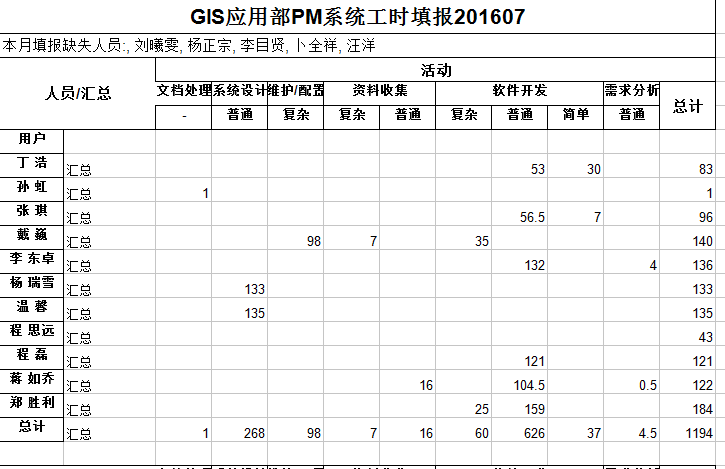 GIS应用部PM系统工时填报201607
本月填报缺失人员:, 刘曦雯, 杨正宗, 李目贤, 卜全祥, 汪洋
人员/汇总 活动 总计
文档处理 系统设计 维护/配置 资料收集 软件开发 需求分析
- 普通 复杂 复杂 普通 复杂 普通 简单 普通
用户
丁 浩 汇总 53 30 83
孙 虹 汇总 1 1
张 琪 汇总 56.5 7 96
戴 巍 汇总 98 7 35 140
李 东卓 汇总 132 4 136
杨 瑞雪 汇总 133 133
温 馨 汇总 135 135
程 思远 汇总 43
程 磊 汇总 121 121
蒋 如乔 汇总 16 104.5 0.5 122
郑 胜利 汇总 25 159 184
总计 汇总 1 268 98 7 16 60 626 37 4.5 1194